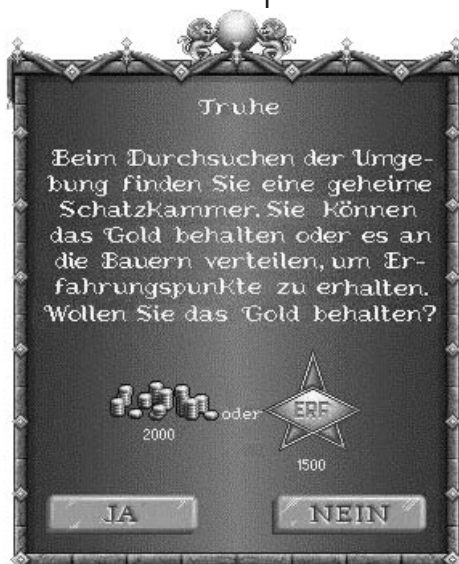 Truhe
Beim Durchsuchen der Umge-
bung finden Sie eine geheime
Schatzkammer. Sie können
das Gold behalten oder es an
die Bauern verteilen, um Er-
fahrungspunkte zu erhalten.
Wollen Sie das Gold behalten?
oder ERF
2000
1500
JA NEIN